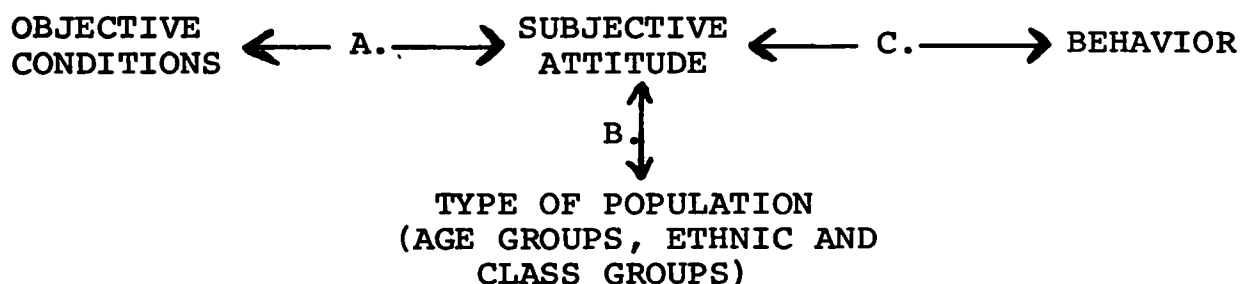 OBJECTIVE CONDITIONS
A.
SUBJECTIVE ATTITUDE
C.
BEHAVIOR
B.
TYPE OF POPULATION
(AGE GROUPS, ETHNIC AND
CLASS GROUPS)